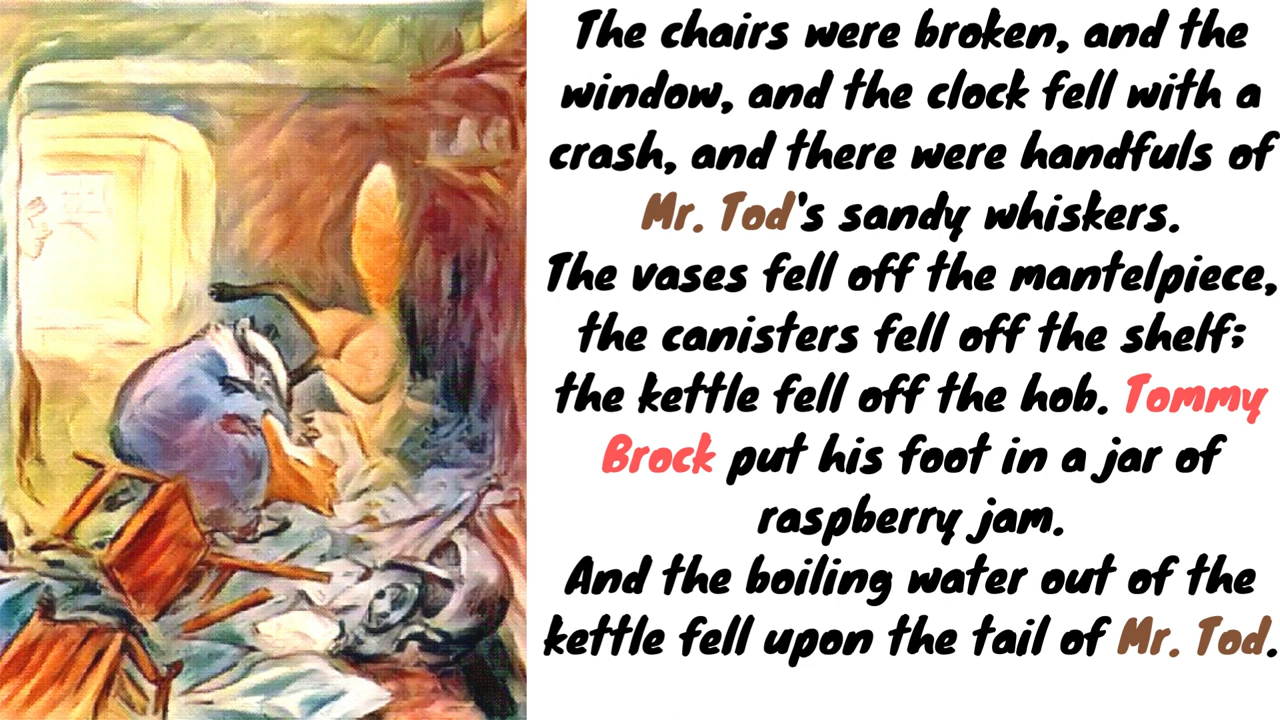 The chairs were broken, and the
window, and the clock fell with a
crash, and there were handfuls of
Mr. Tod's sandy whiskers.
The vases fell off the mantelpiece,
the canisters fell off the shelf;
the kettle fell off the hob. Tommy
Brock put his foot in a jar of
raspberry jam.
And the boiling water out of the
kettle fell upon the tail of Mr. Tod.